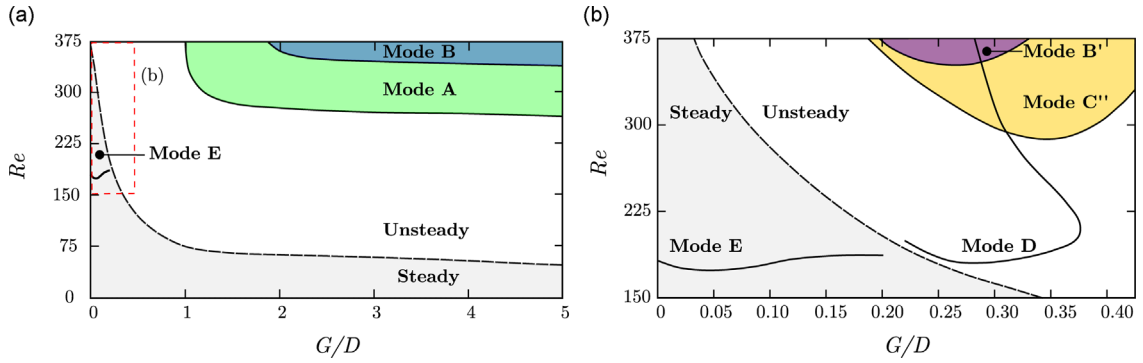 (a)
375
300
225
150
75
0
Re
(b)
Mode B
Mode A
Mode E
Unsteady
Steady
0
1
2
3
4
5
G/D
(b)
375
300
225
150
Re
Steady
Unsteady
Mode B'
Mode C''
Mode E
Mode D
0
0.05
0.10
0.15
0.20
0.25
0.30
0.35
0.40
G/D